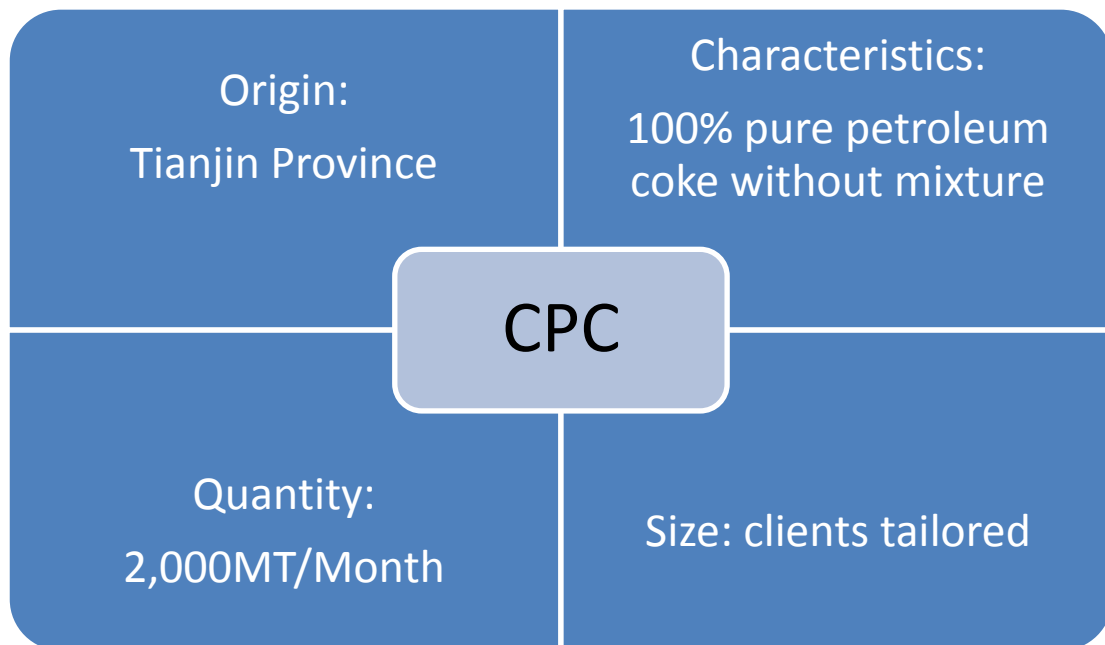 Origin:
Tianjin Province
Characteristics:
100% pure petroleum
coke without mixture
CPC
Quantity:
2,000MT/Month
Size: clients tailored